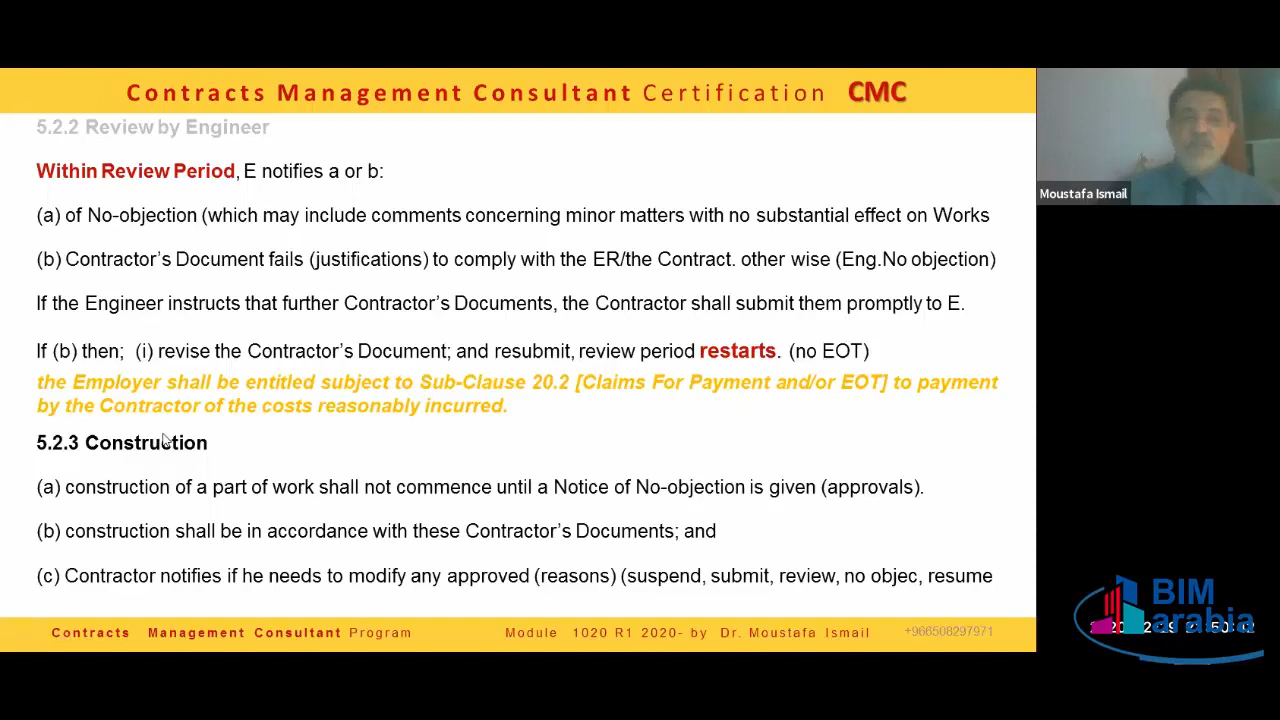 Contracts Management Consultant Certification CMC
5.2.2 Review by Engineer
Within Review Period, E notifies a or b:
(a) of No-objection (which may include comments concerning minor matters with no substantial effect on Works
(b) Contractor's Document fails (justifications) to comply with the ER/the Contract. other wise (Eng.No objection)
If the Engineer instructs that further Contractor's Documents, the Contractor shall submit them promptly to E.
If (b) then; (i) revise the Contractor's Document; and resubmit, review period restarts. (no EOT)
the Employer shall be entitled subject to Sub-Clause 20.2 [Claims For Payment and/or EOT] to payment
by the Contractor of the costs reasonably incurred.
5.2.3 Construction
(a) construction of a part of work shall not commence until a Notice of No-objection is given (approvals).
(b) construction shall be in accordance with these Contractor's Documents; and
(c) Contractor notifies if he needs to modify any approved (reasons) (suspend, submit, review, no objec, resume
Contracts Management Consultant Program
Module 1020 R1 2020- by Dr. Moustafa Ismail
+966508297971
Moustafa Ismail
BIM
arabia